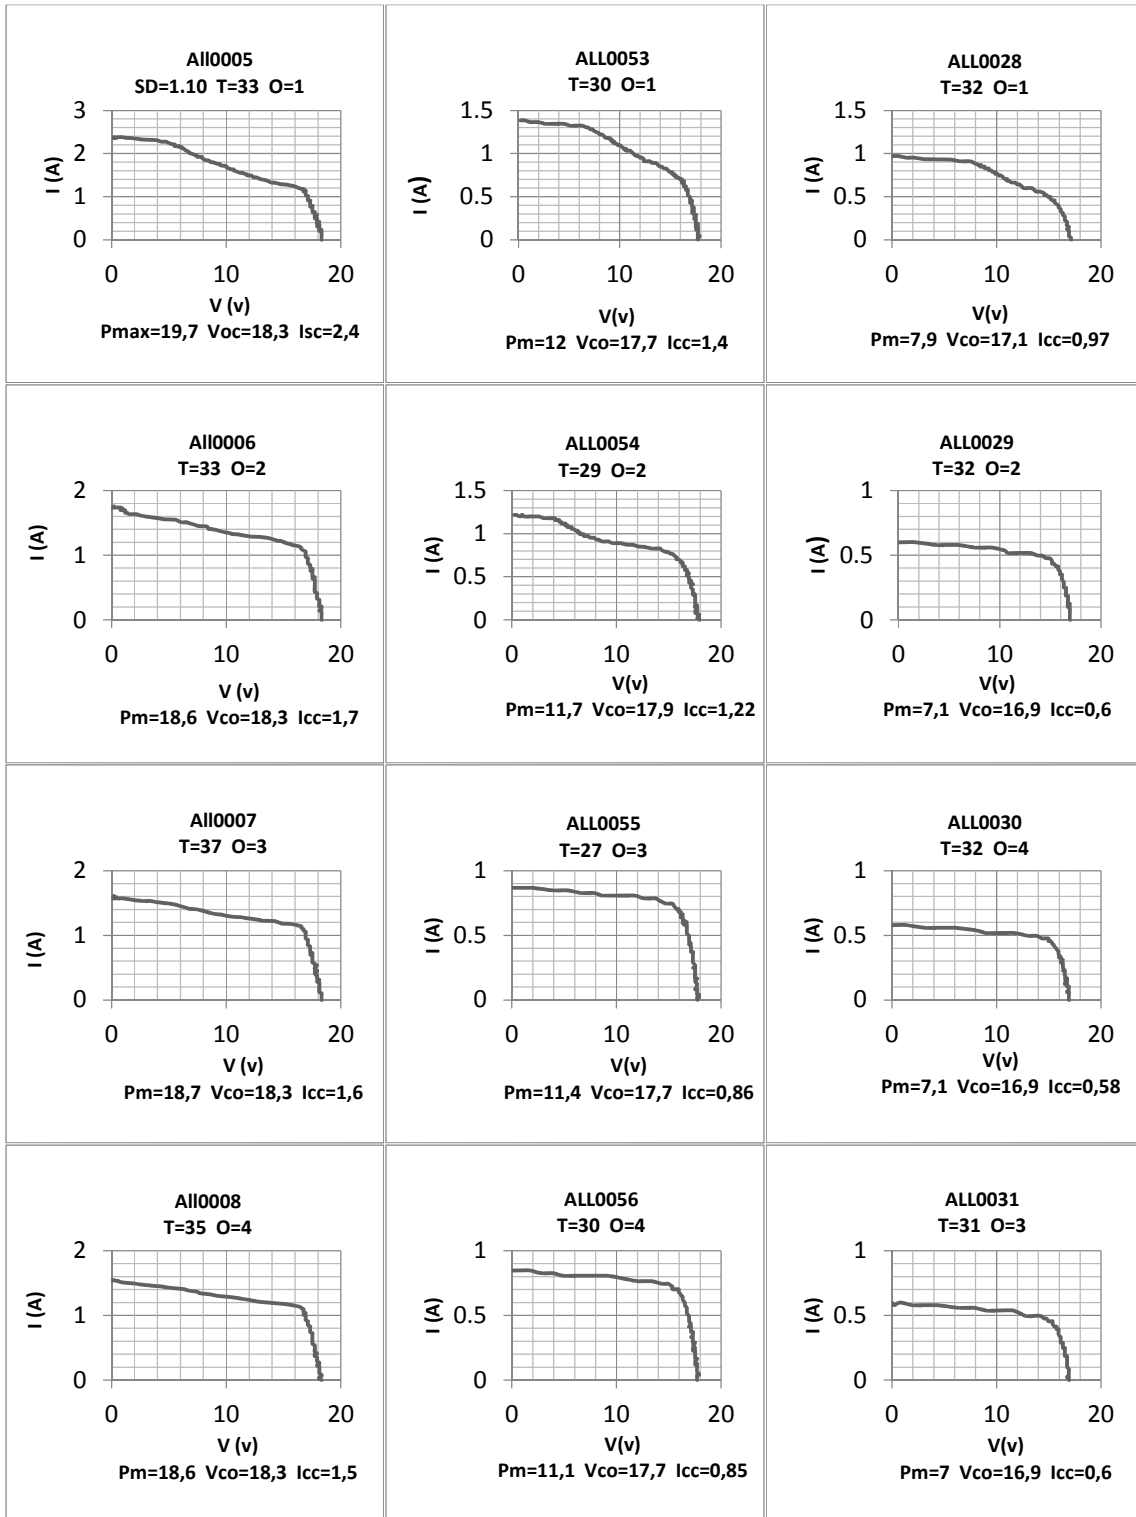 All0005
SD=1.10 T=33 O=1
3
2
1
0
I (A)
0 10 20
V (v)
Pmax=19,7 Voc=18,3 Isc=2,4
ALL0053
T=30 O=1
1.5
1
0.5
0
I (A)
0 10 20
V(v)
Pm=12 Vco=17,7 Icc=1,4
ALL0028
T=32 O=1
1.5
1
0.5
0
I (A)
0 10 20
V(v)
Pm=7,9 Vco=17,1 Icc=0,97
All0006
T=33 O=2
2
1
0
I (A)
0 10 20
V (v)
Pm=18,6 Vco=18,3 Icc=1,7
ALL0054
T=29 O=2
1.5
1
0.5
0
I (A)
0 10 20
V(v)
Pm=11,7 Vco=17,9 Icc=1,22
ALL0029
T=32 O=2
1
0.5
0
I (A)
0 10 20
V(v)
Pm=7,1 Vco=16,9 Icc=0,6
All0007
T=37 O=3
2
1
0
I (A)
0 10 20
V (v)
Pm=18,7 Vco=18,3 Icc=1,6
ALL0055
T=27 O=3
1
0.5
0
I (A)
0 10 20
V(v)
Pm=11,4 Vco=17,7 Icc=0,86
ALL0030
T=32 O=4
1
0.5
0
I (A)
0 10 20
V(v)
Pm=7,1 Vco=16,9 Icc=0,58
All0008
T=35 O=4
2
1
0
I (A)
0 10 20
V (v)
Pm=18,6 Vco=18,3 Icc=1,5
ALL0056
T=30 O=4
1
0.5
0
I (A)
0 10 20
V(v)
Pm=11,1 Vco=17,7 Icc=0,85
ALL0031
T=31 O=3
1
0.5
0
I (A)
0 10 20
V(v)
Pm=7 Vco=16,9 Icc=0,6